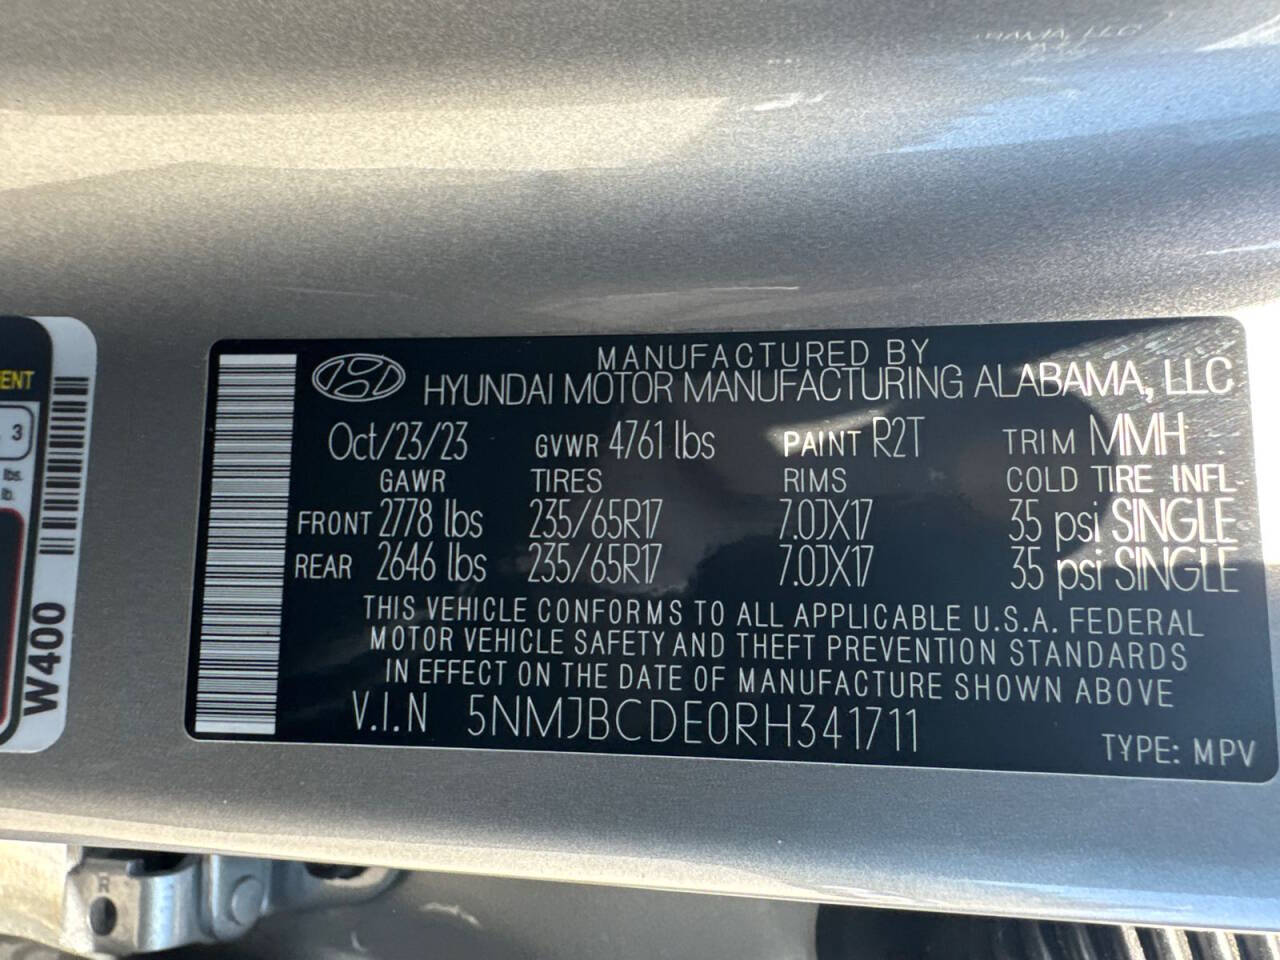 MANUFACTURED BY
HYUNDAI MOTOR MANUFACTURING ALABAMA, LLC
Oct/23/23 GVWR 4761 lbs PAINT R2T TRIM MMH
GAWR TIRES RIMS COLD TIRE INFL.
FRONT 2778 lbs 235/65R17 7.0JX17 35 psi SINGLE
REAR 2646 lbs 235/65R17 7.0JX17 35 psi SINGLE
THIS VEHICLE CONFORMS TO ALL APPLICABLE U.S.A. FEDERAL
MOTOR VEHICLE SAFETY AND THEFT PREVENTION STANDARDS
IN EFFECT ON THE DATE OF MANUFACTURE SHOWN ABOVE
V.I.N 5NMJBCDE0RH341711
TYPE: MPV
3
lbs.
lb.
W400